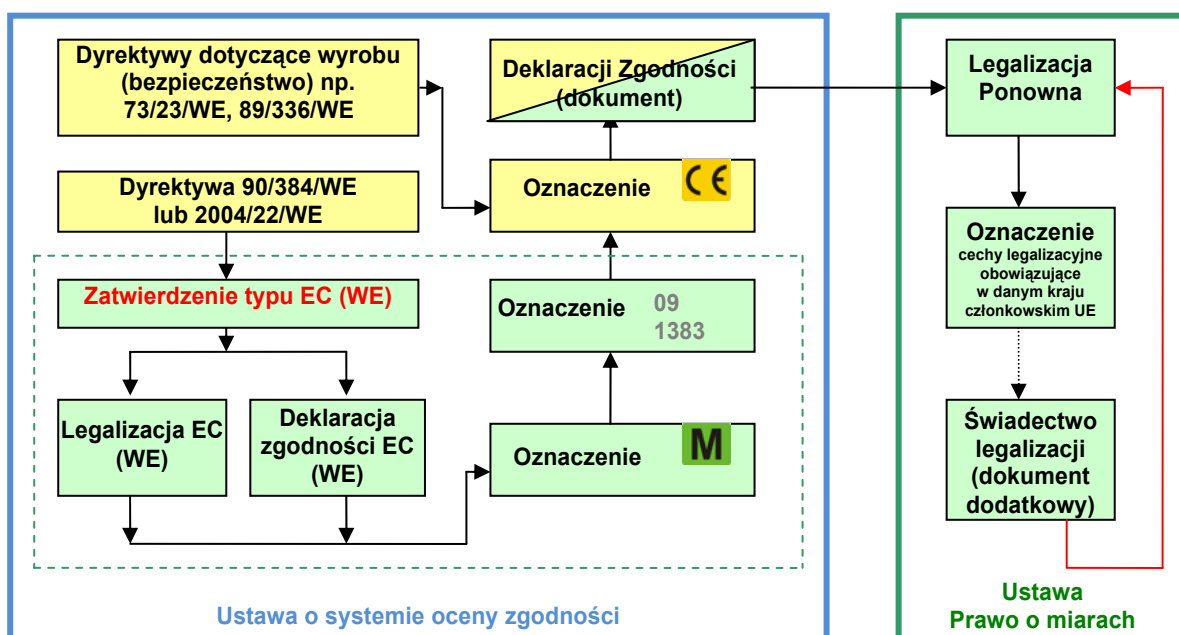 Dyrektywy dotyczące wyrobu
(bezpieczeństwo) np.
73/23/WE, 89/336/WE
Dyrektywa 90/384/WE
lub 2004/22/WE
Zatwierdzenie typu EC (WE)
Legalizacja EC
(WE)
Deklaracja
zgodności EC
(WE)
Deklaracji Zgodności
(dokument)
Oznaczenie CE
Oznaczenie 09
1383
Oznaczenie M
Ustawa o systemie oceny zgodności
Legalizacja
Ponowna
Oznaczenie
cechy legalizacyjne
obowiązujące
w danym kraju
członkowskim UE
Świadectwo
legalizacji
(dokument
dodatkowy)
Ustawa
Prawo o miarach